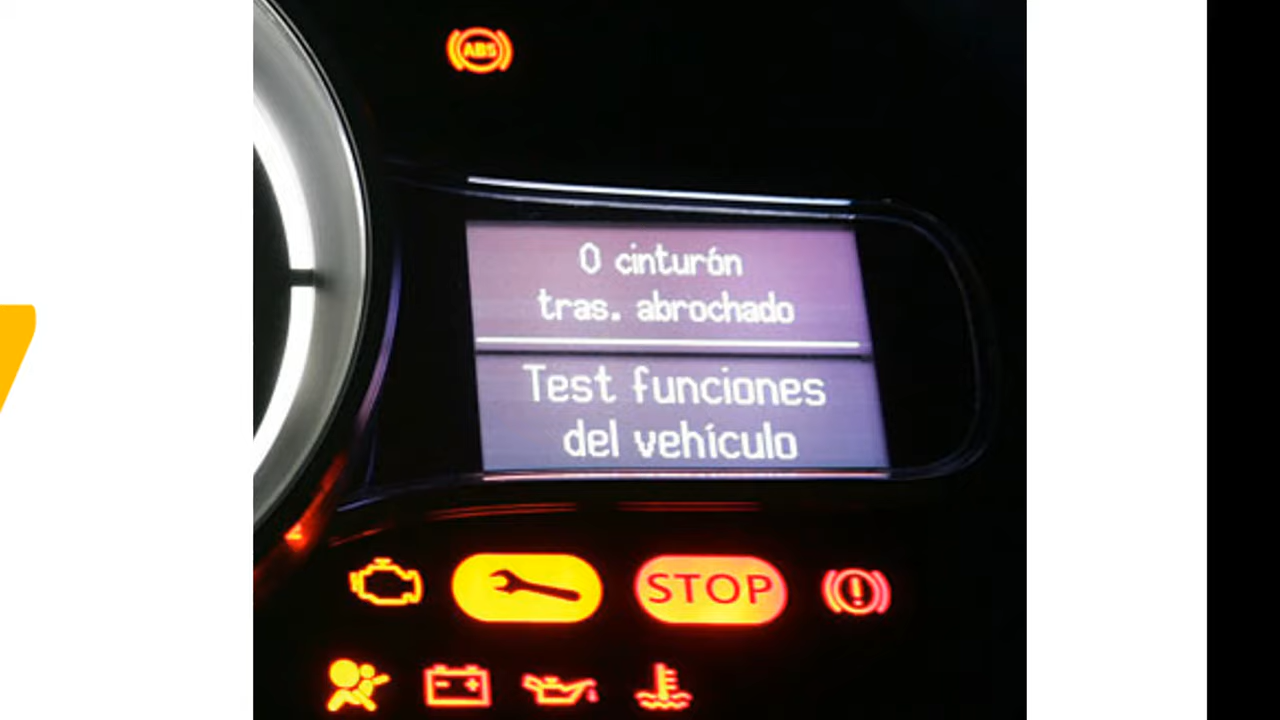 ABS
0 cinturón
tras. abrochado
Test funciones
del vehículo
STOP